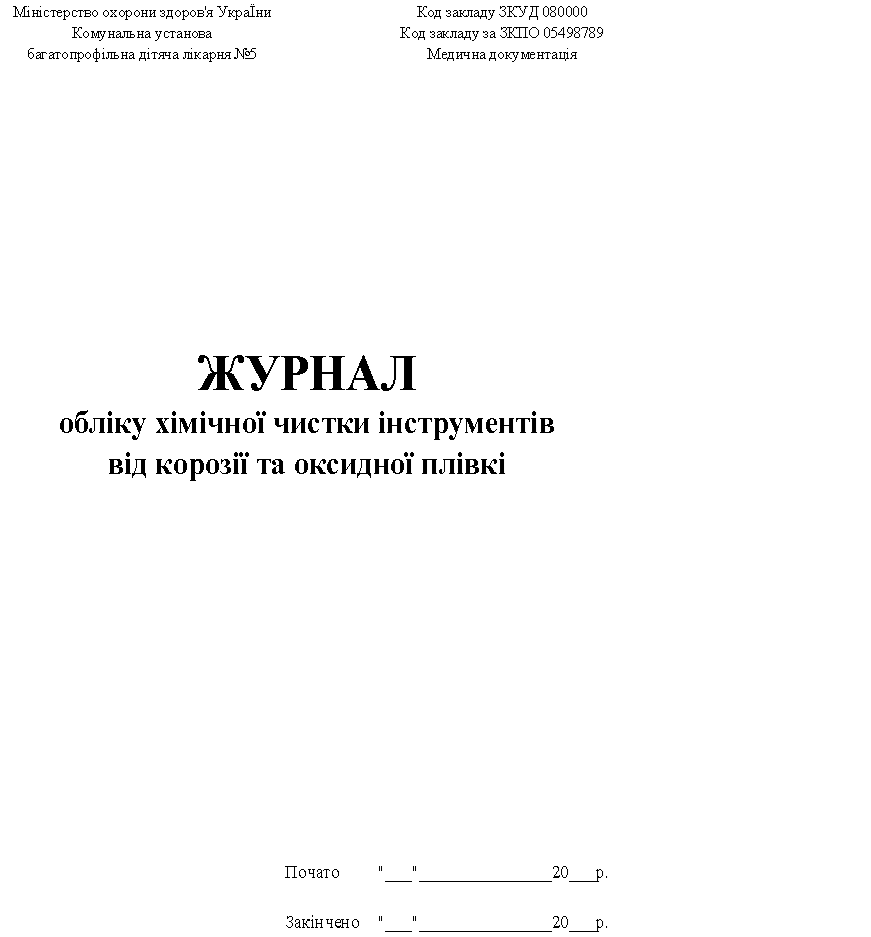 Міністерство охорони здоров'я УкраЇни
Комунальна установа
багатопрофільна дітяча лікарня №5
Код закладу ЗКУД 080000
Код закладу за ЗКПО 05498789
Медична документація
ЖУРНАЛ
обліку хімічної чистки інструментів
від корозії та оксидної плівкі
Почато "___"_______________20___р.
Закінчено "___"_______________20___р.